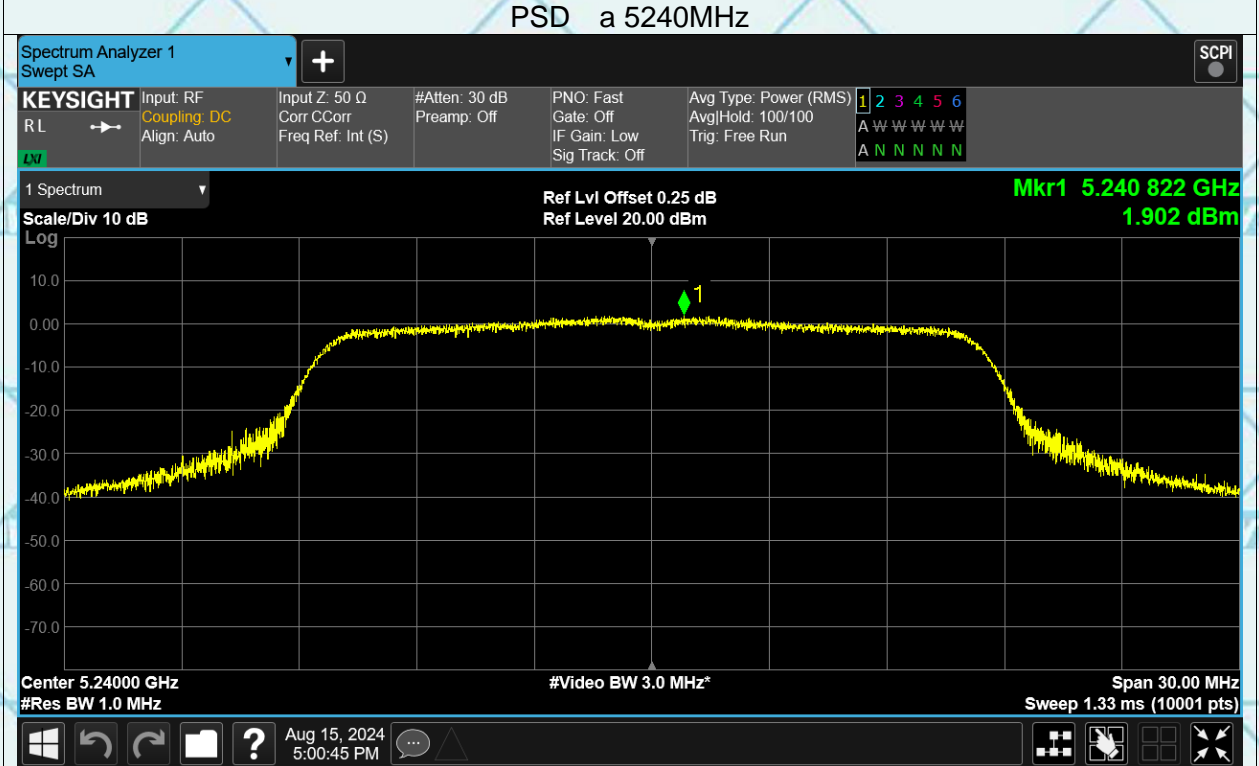 PSD a 5240MHz
Spectrum Analyzer 1
Swept SA
SCPI
KEYSIGHT
R L
LXI
Input: RF
Coupling: DC
Align: Auto
Input Z: 50 Ω
Corr CCorr
Freq Ref: Int (S)
#Atten: 30 dB
Preamp: Off
PNO: Fast
Gate: Off
IF Gain: Low
Sig Track: Off
Avg Type: Power (RMS)
Avg|Hold: 100/100
Trig: Free Run
1 2 3 4 5 6
A W W W W W
A N N N N N
1 Spectrum
Scale/Div 10 dB
Log
Ref Lvl Offset 0.25 dB
Ref Level 20.00 dBm
Mkr1 5.240 822 GHz
1.902 dBm
10.0
0.00
-10.0
-20.0
-30.0
-40.0
-50.0
-60.0
-70.0
1
Center 5.24000 GHz
#Res BW 1.0 MHz
#Video BW 3.0 MHz*
Span 30.00 MHz
Sweep 1.33 ms (10001 pts)
?
Aug 15, 2024
5:00:45 PM